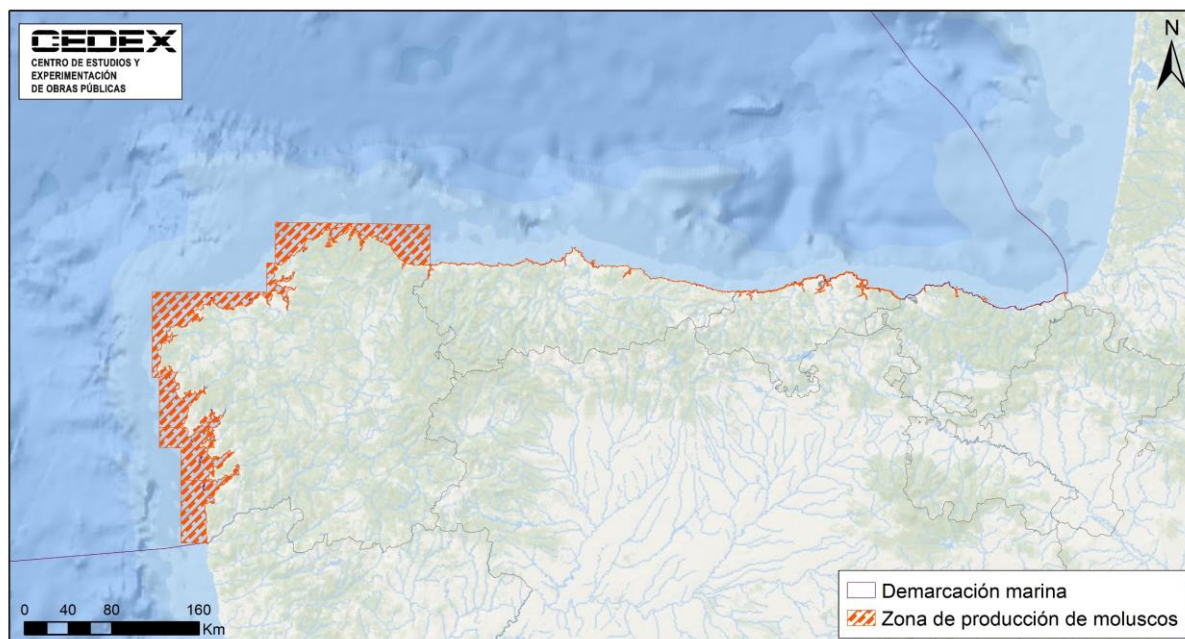 CEDEX
CENTRO DE ESTUDIOS Y
EXPERIMENTACIÓN
DE OBRAS PÚBLICAS
N
Demarcación marina
Zona de producción de moluscos
0 40 80 160
Km